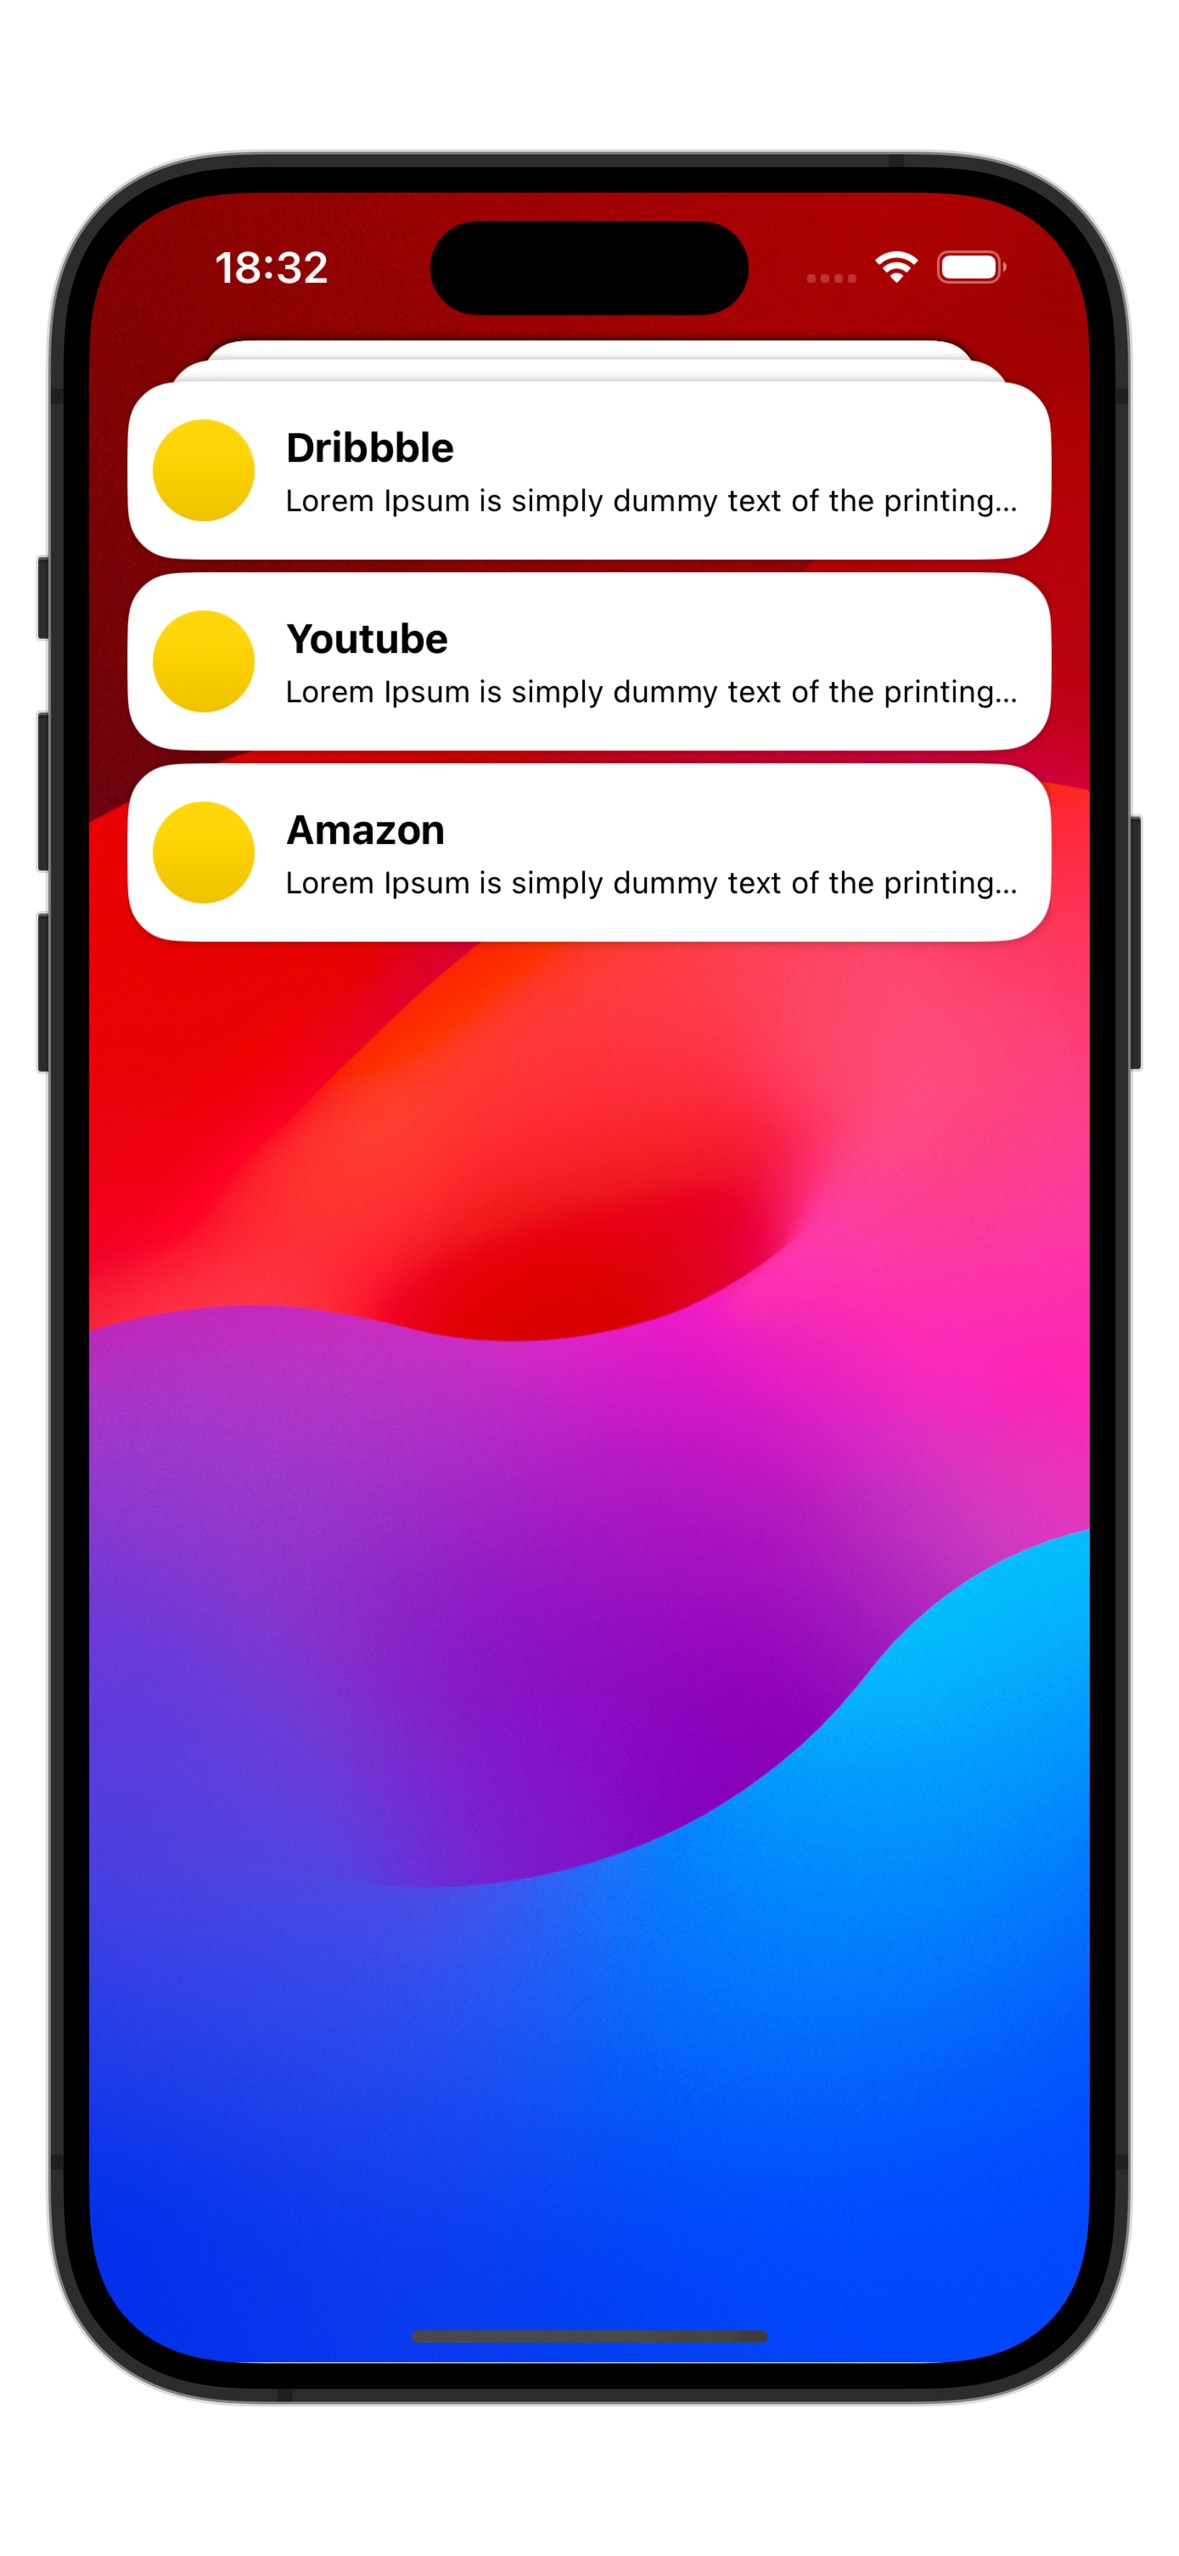 18:32
Dribbble
Lorem Ipsum is simply dummy text of the printing...
Youtube
Lorem Ipsum is simply dummy text of the printing...
Amazon
Lorem Ipsum is simply dummy text of the printing...